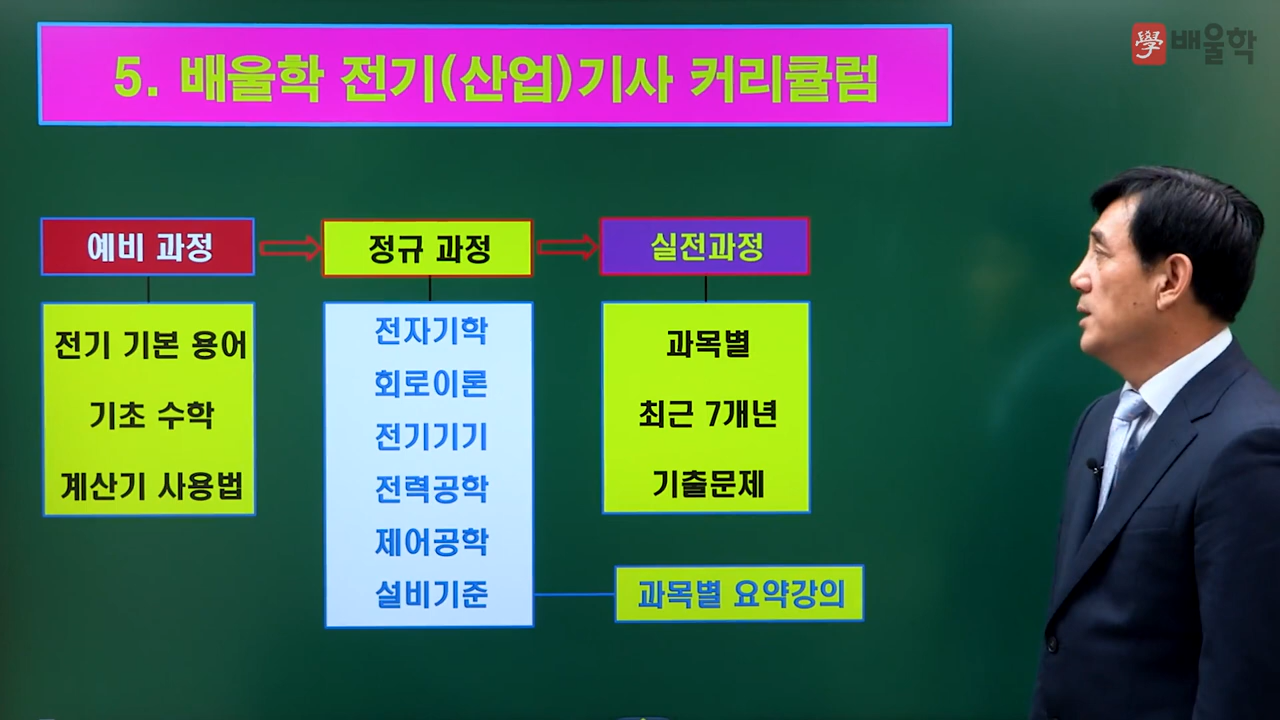 5. 배울학 전기(산업)기사 커리큘럼
學 배울학
예비 과정
전기 기본 용어
기초 수학
계산기 사용법
정규 과정
전자기학
회로이론
전기기기
전력공학
제어공학
설비기준
실전과정
과목별
최근 7개년
기출문제
과목별 요약강의